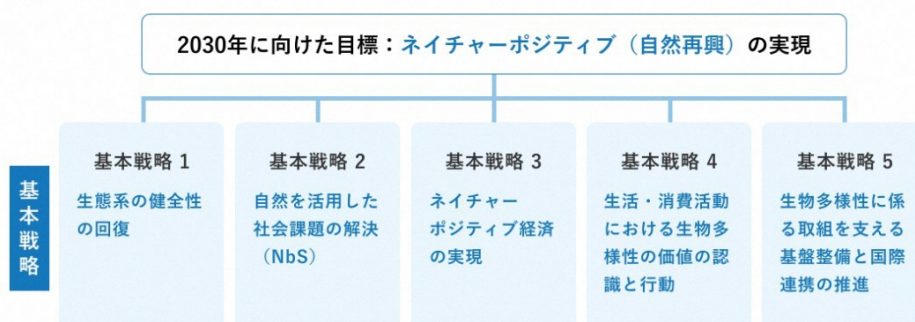 2030年に向けた目標：ネイチャーポジティブ（自然再興）の実現
基本戦略
基本戦略 1
生態系の健全性
の回復
基本戦略 2
自然を活用した
社会課題の解決
（NbS）
基本戦略 3
ネイチャー
ポジティブ経済
の実現
基本戦略 4
生活・消費活動
における生物多
様性の価値の認
識と行動
基本戦略 5
生物多様性に係
る取組を支える
基盤整備と国際
連携の推進